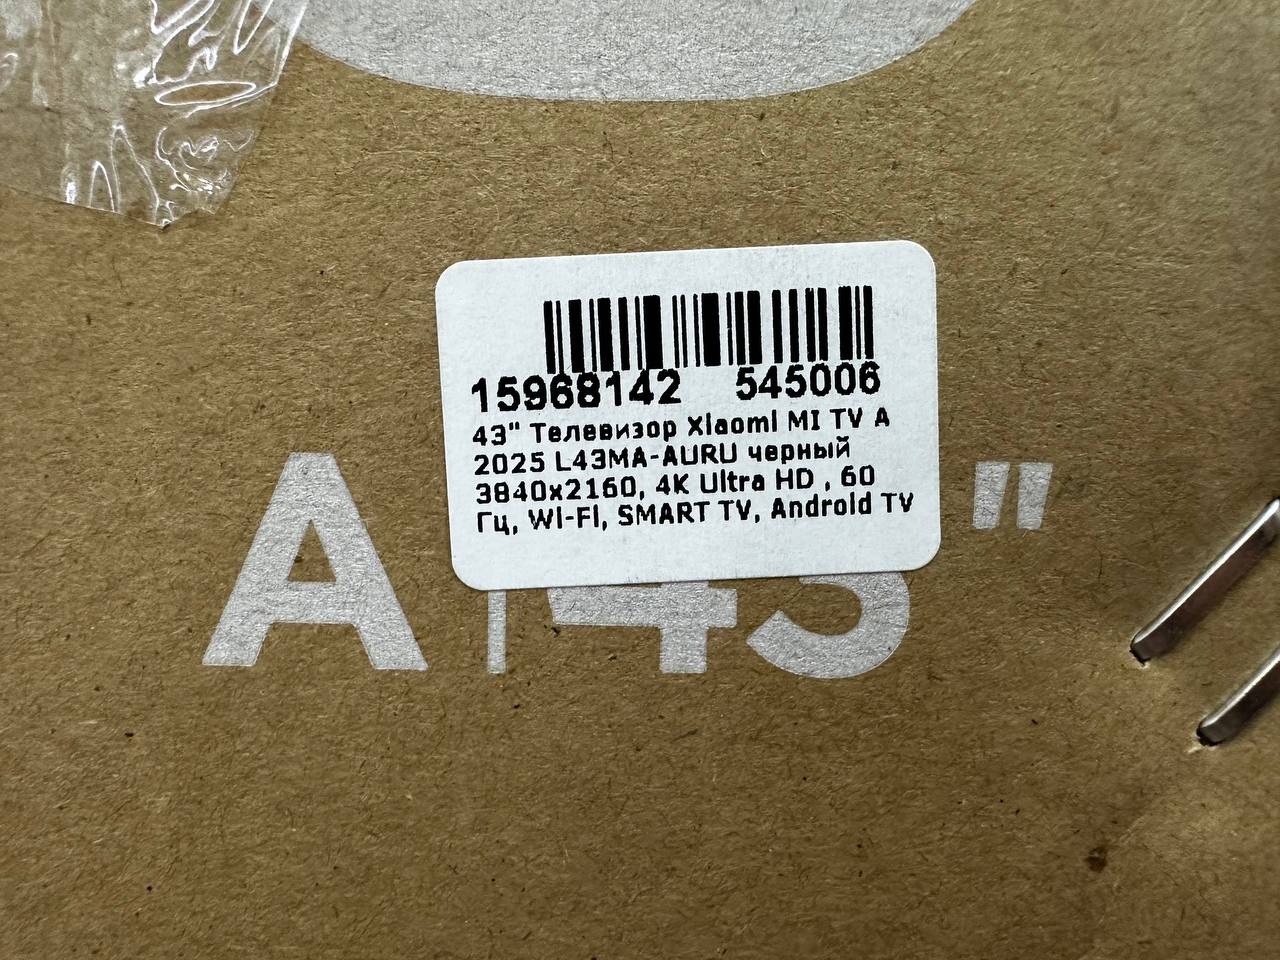 15968142 545006
43" Телевизор Xiaomi MI TV A
2025 L43MA-AURU черный
3840x2160, 4K Ultra HD , 60
Гц, Wi-Fi, SMART TV, Android TV
A | 43"